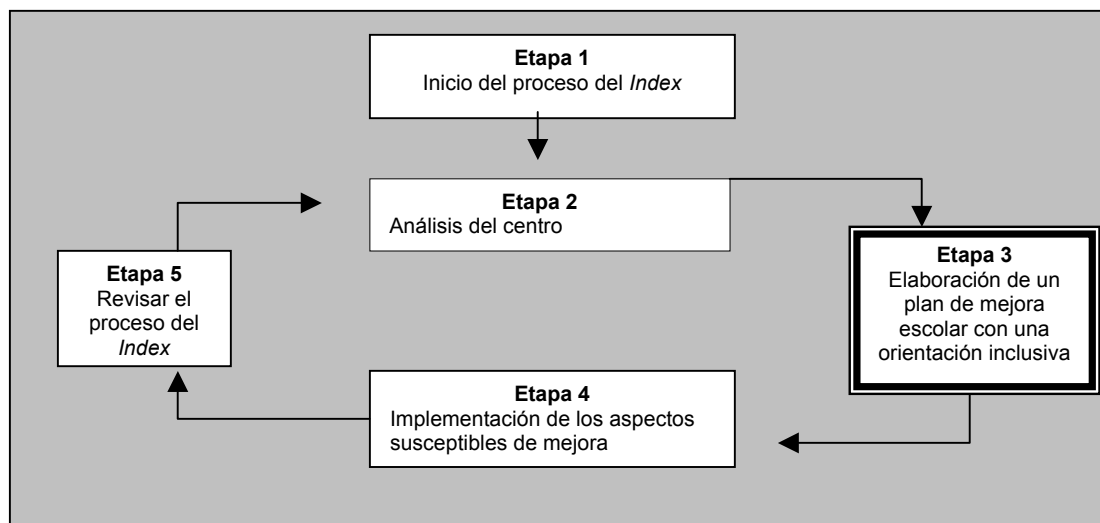 Etapa 1
Inicio del proceso del Index
Etapa 2
Análisis del centro
Etapa 3
Elaboración de un
plan de mejora
escolar con una
orientación inclusiva
Etapa 4
Implementación de los aspectos
susceptibles de mejora
Etapa 5
Revisar el
proceso del
Index